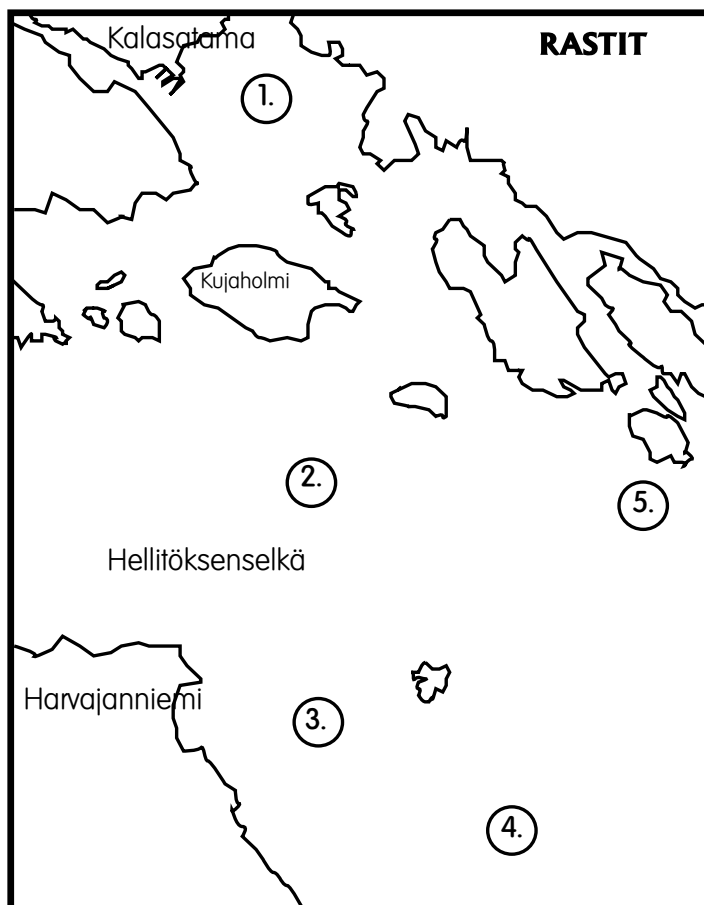 Kalasatama
RASTIT
1.
Kujaholmi
2.
5.
Hellitöksenselkä
Harvajanniemi
3.
4.